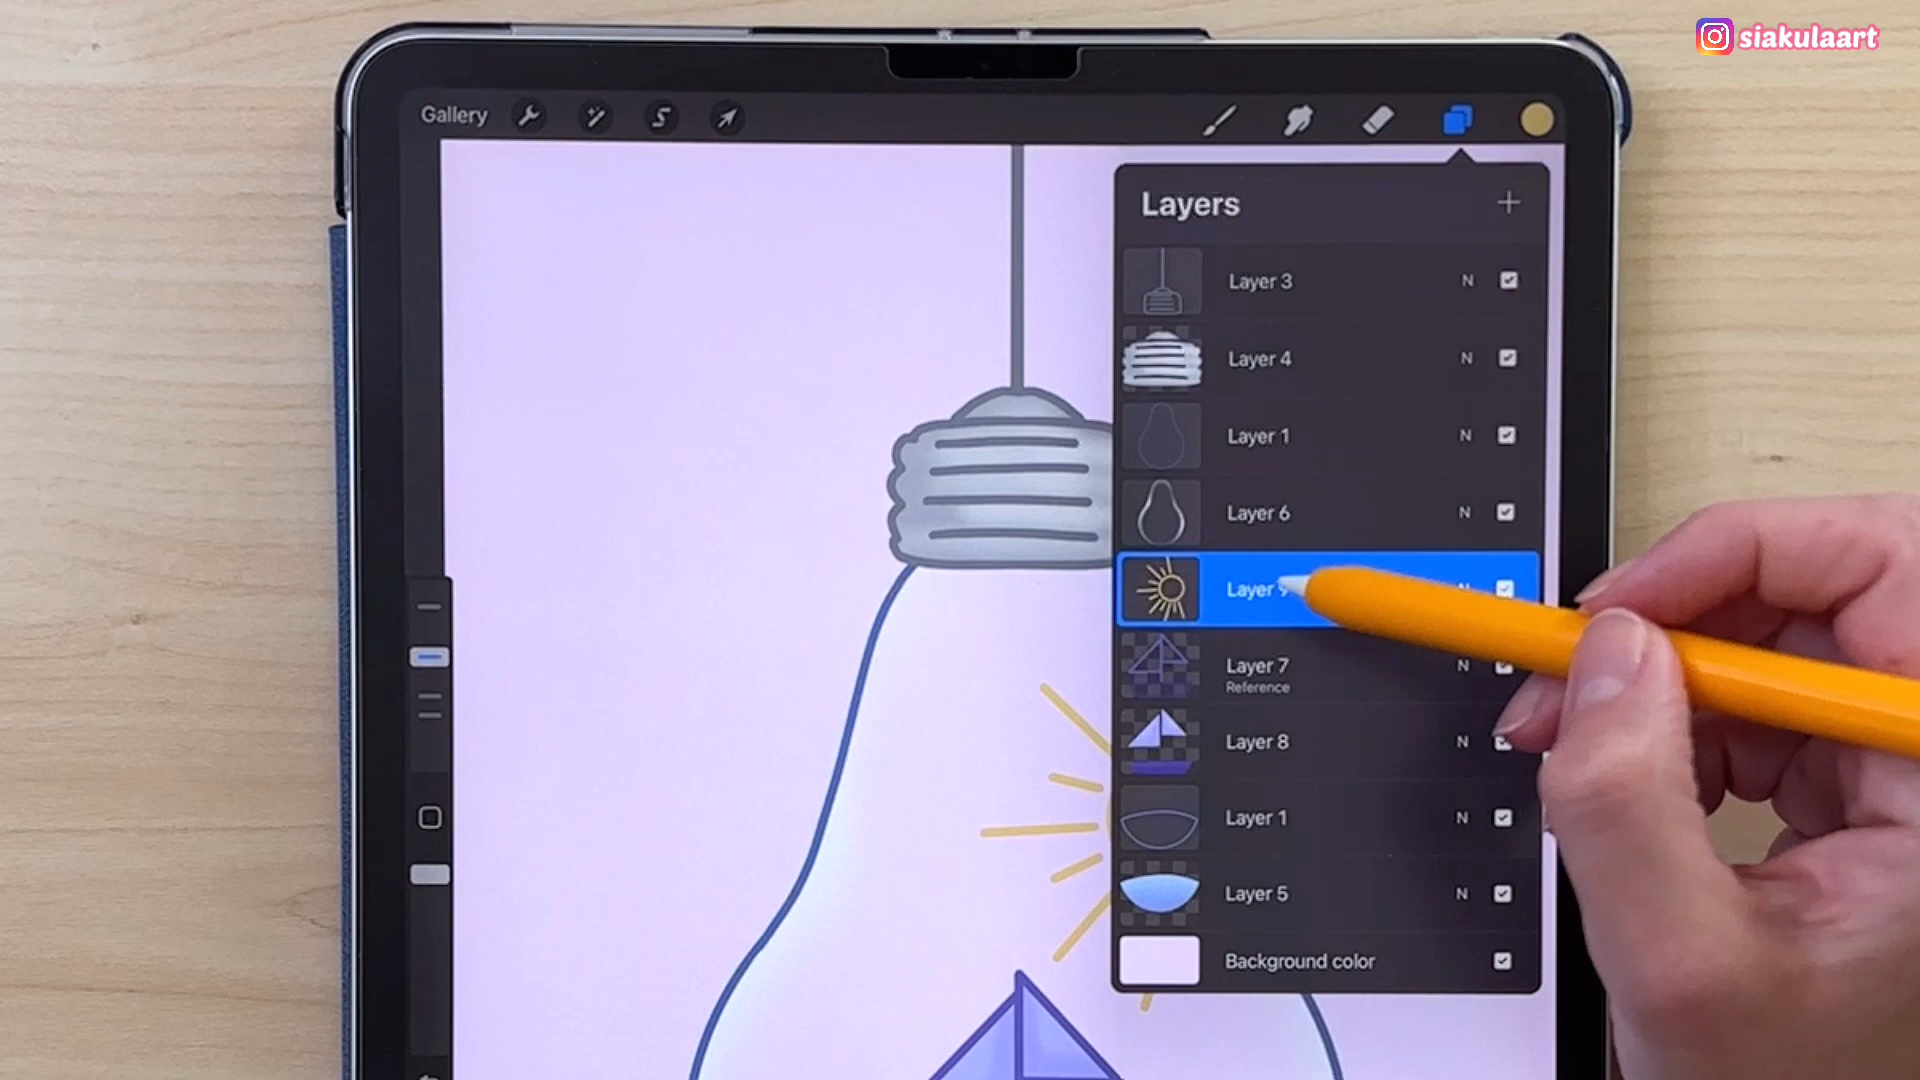 siakulaart
Gallery
Layers
Layer 3 N
Layer 4 N
Layer 1 N
Layer 6 N
Layer 9 N
Layer 7 N
Reference
Layer 8 N
Layer 1 N
Layer 5 N
Background color